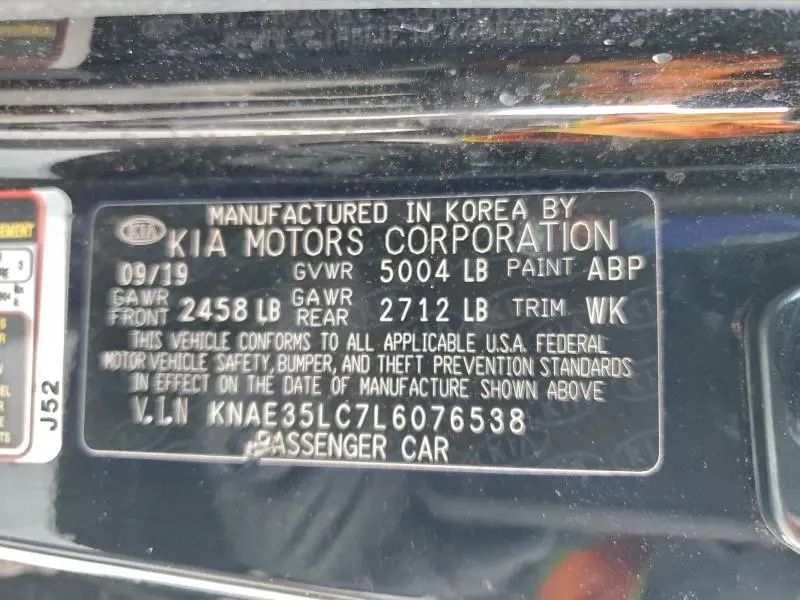 MANUFACTURED IN KOREA BY
KIA KIA MOTORS CORPORATION
09/19 GVWR 5004 LB PAINT ABP
GAWR FRONT 2458 LB GAWR REAR 2712 LB TRIM WK
THIS VEHICLE CONFORMS TO ALL APPLICABLE U.S.A. FEDERAL
MOTOR VEHICLE SAFETY, BUMPER, AND THEFT PREVENTION STANDARDS
IN EFFECT ON THE DATE OF MANUFACTURE SHOWN ABOVE
V.I.N KNAE35LC7L6076538
PASSENGER CAR
J52